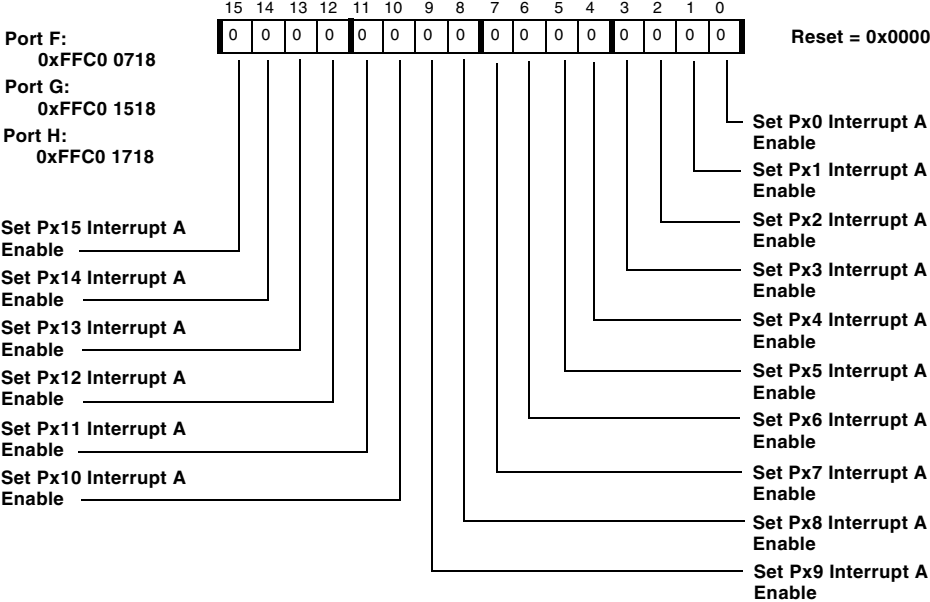 15 14 13 12 11 10 9 8 7 6 5 4 3 2 1 0
0 0 0 0 0 0 0 0 0 0 0 0 0 0 0 0
Reset = 0x0000
Port F:
0xFFC0 0718
Port G:
0xFFC0 1518
Port H:
0xFFC0 1718
Set Px15 Interrupt A
Enable
Set Px14 Interrupt A
Enable
Set Px13 Interrupt A
Enable
Set Px12 Interrupt A
Enable
Set Px11 Interrupt A
Enable
Set Px10 Interrupt A
Enable
Set Px0 Interrupt A
Enable
Set Px1 Interrupt A
Enable
Set Px2 Interrupt A
Enable
Set Px3 Interrupt A
Enable
Set Px4 Interrupt A
Enable
Set Px5 Interrupt A
Enable
Set Px6 Interrupt A
Enable
Set Px7 Interrupt A
Enable
Set Px8 Interrupt A
Enable
Set Px9 Interrupt A
Enable